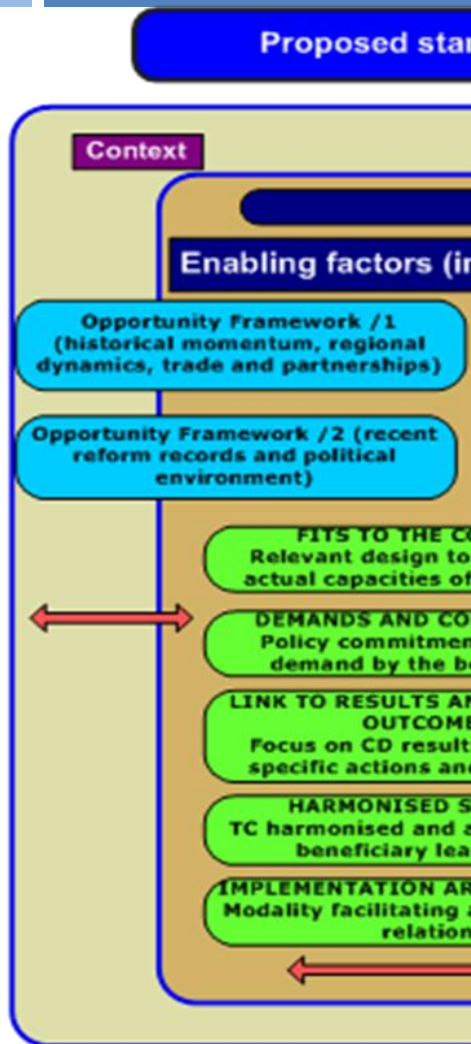 Proposed star
Context
Enabling factors (in
Opportunity Framework /1
(historical momentum, regional
dynamics, trade and partnerships)
Opportunity Framework /2 (recent
reform records and political
environment)
FITS TO THE CO
Relevant design to
actual capacities of
DEMANDS AND CO
Policy commitmen
demand by the be
LINK TO RESULTS AN
OUTCOME
Focus on CD result
specific actions and
HARMONISED S
TC harmonised and a
beneficiary lea
IMPLEMENTATION AR
Modality facilitating a
relation